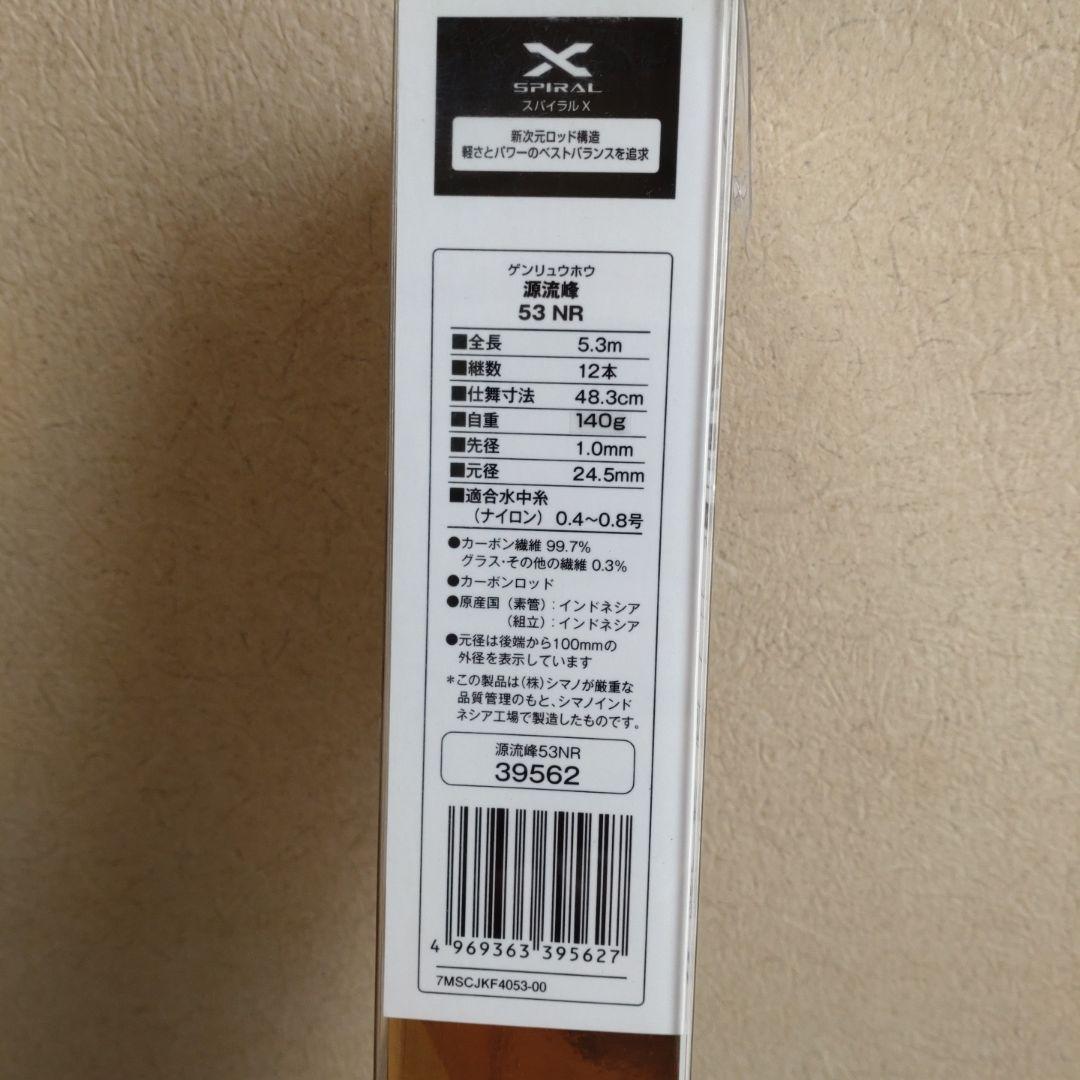 X
SPIRAL
スパイラルX
新次元ロッド構造
軽さとパワーのベストバランスを追求
ゲンリュウホウ
源流峰
53 NR
■全長 5.3m
■継数 12本
■仕舞寸法 48.3cm
■自重 140g
■先径 1.0mm
■元径 24.5mm
■適合水中糸
（ナイロン） 0.4〜0.8号
●カーボン繊維 99.7%
グラス・その他の繊維 0.3%
●カーボンロッド
●原産国（素管）：インドネシア
（組立）：インドネシア
●元径は後端から100mmの
外径を表示しています
＊この製品は（株）シマノが厳重な
品質管理のもと、シマノインド
ネシア工場で製造したものです。
源流峰53NR
39562
4 969363 395627
7MSCJKF4053-00